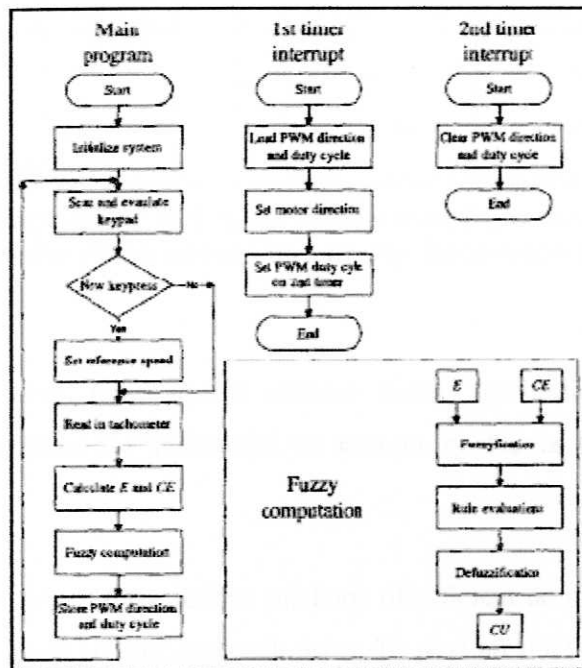 Main
program
Start
Initialize system
Scan and evaulate
keypad
New keypress
No
Yes
Set reference speed
Read in tachometer
Calculate E and CE
Fuzzy computation
Store PWM direction
and duty cycle
1st timer
interrupt
Start
Load PWM direction
and duty cycle
Set motor direction
Set PWM duty cyle
on 2nd timer
End
2nd timer
interrupt
Start
Clear PWM direction
and duty cycle
End
Fuzzy
computation
E
CE
Fuzzyfication
Rule evaluations
Defuzzification
CU